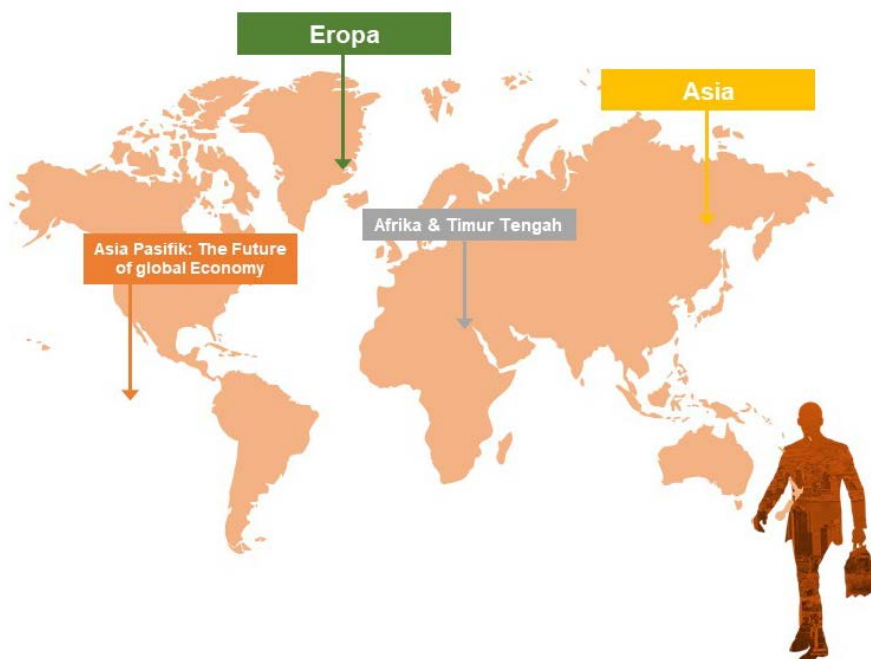 Eropa
Asia
Afrika & Timur Tengah
Asia Pasifik: The Future
of global Economy